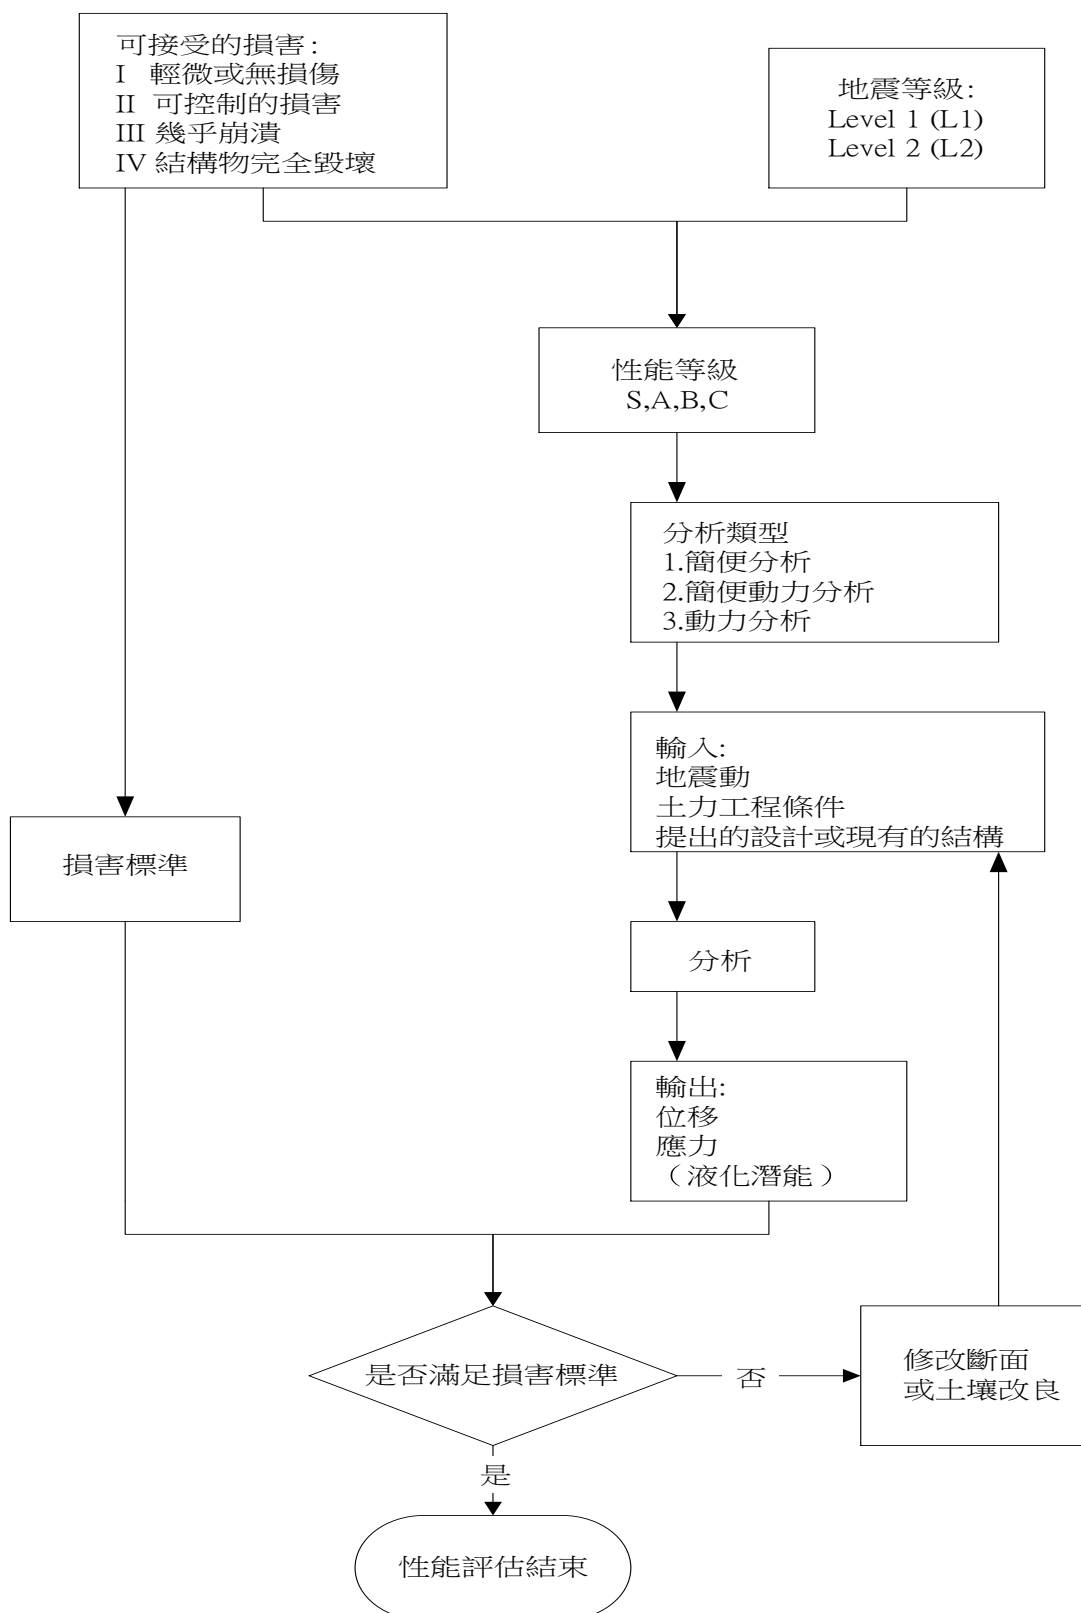 可接受的損害:
I 輕微或無損傷
II 可控制的損害
III 幾乎崩潰
IV 結構物完全毀壞
地震等級:
Level 1 (L1)
Level 2 (L2)
性能等級
S,A,B,C
分析類型
1.簡便分析
2.簡便動力分析
3.動力分析
輸入:
地震動
土力工程條件
提出的設計或現有的結構
損害標準
分析
輸出:
位移
應力
（液化潛能）
是否滿足損害標準
否
修改斷面
或土壤改良
是
性能評估結束